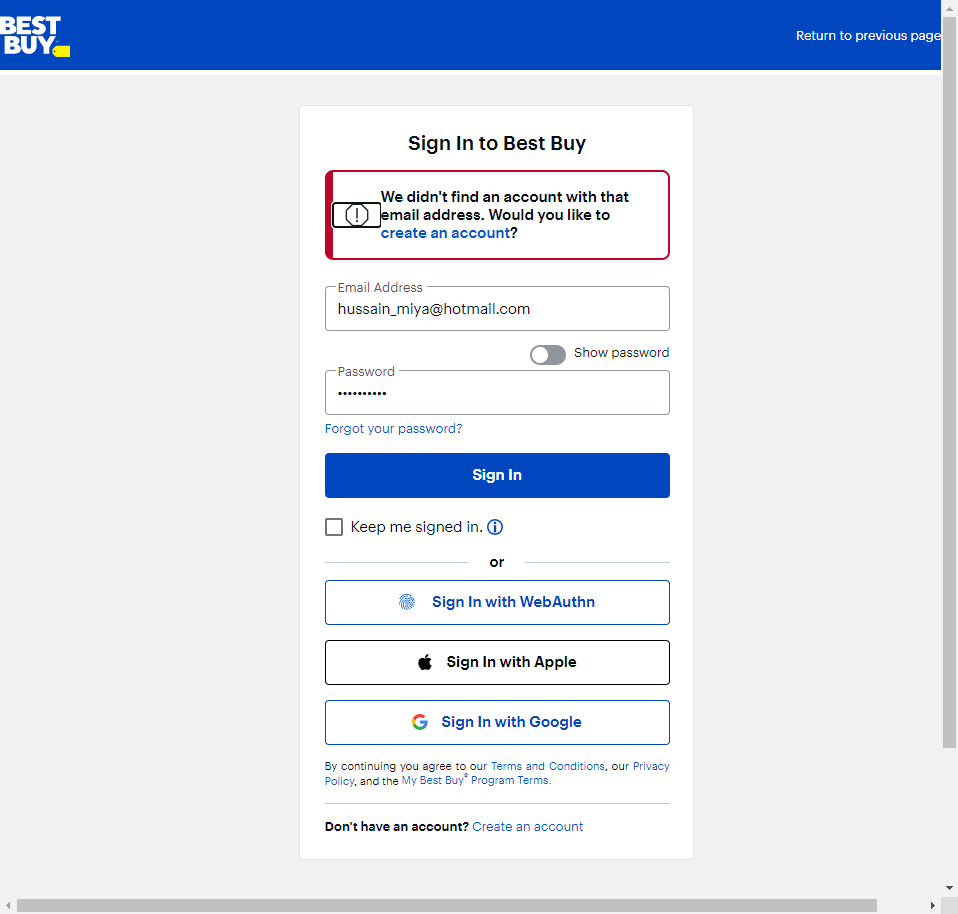 BEST
BUY
Return to previous page
Sign In to Best Buy
We didn't find an account with that
email address. Would you like to
create an account?
Email Address
hussain_miya@hotmail.com
Show password
Password
••••••••••
Forgot your password?
Sign In
Keep me signed in.
or
Sign In with WebAuthn
Sign In with Apple
Sign In with Google
By continuing you agree to our Terms and Conditions, our Privacy
Policy, and the My Best Buy® Program Terms.
Don't have an account? Create an account